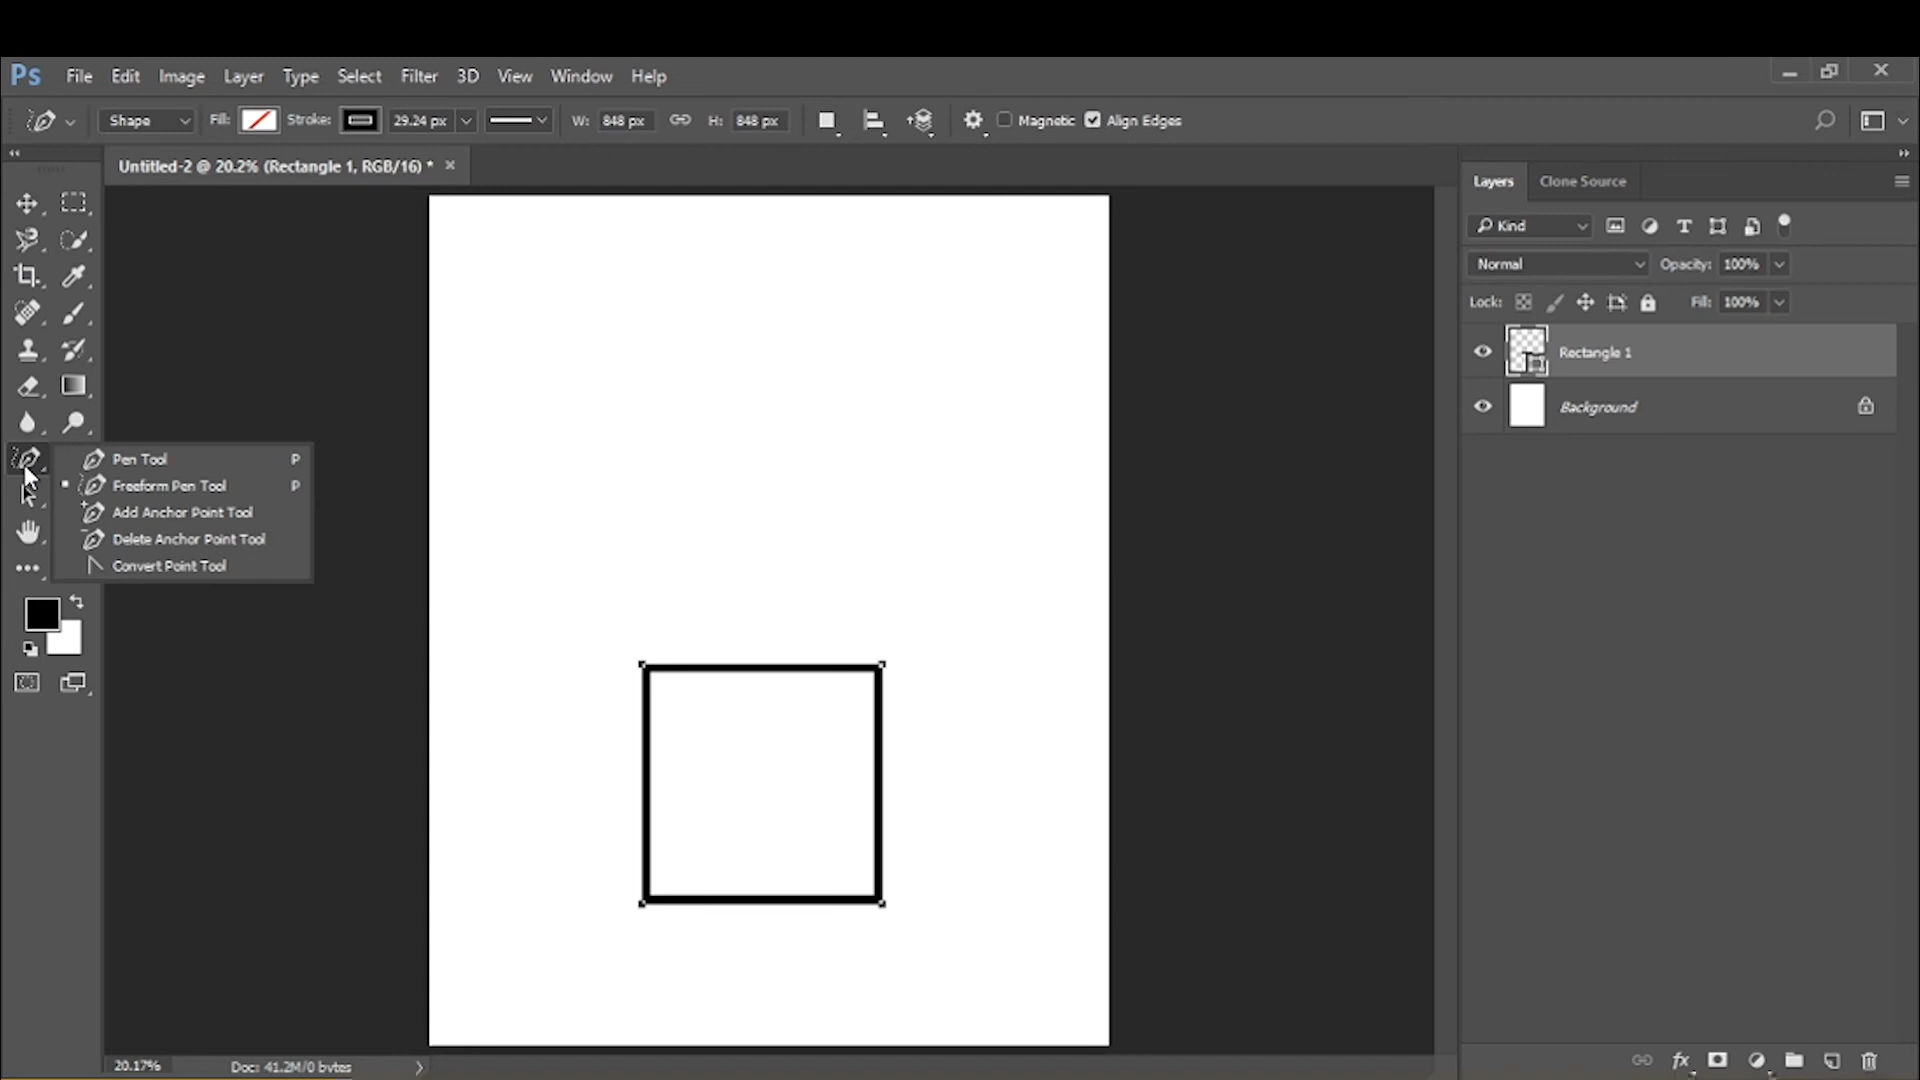 Ps File Edit Image Layer Type Select Filter 3D View Window Help
Shape Fill: Stroke: 29.24 px W: 848 px H: 848 px Magnetic Align Edges
Untitled-2 @ 20.2% (Rectangle 1, RGB/16) *
Layers Clone Source
Kind
Normal Opacity: 100%
Lock: Fill: 100%
Rectangle 1
Background
Pen Tool P
Freeform Pen Tool P
Add Anchor Point Tool
Delete Anchor Point Tool
Convert Point Tool
20.17% Doc: 41.2M/0 bytes
fx